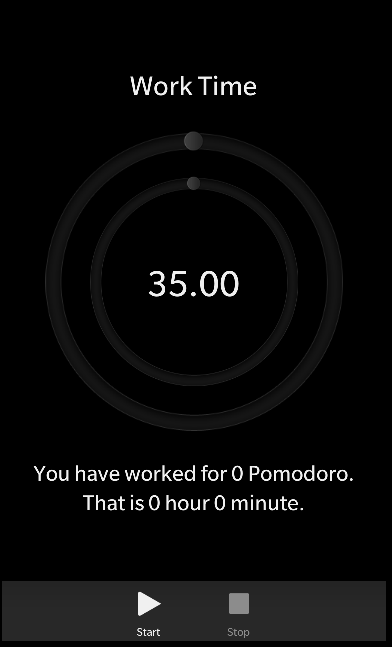 Work Time
35.00
You have worked for 0 Pomodoro.
That is 0 hour 0 minute.
Start
Stop